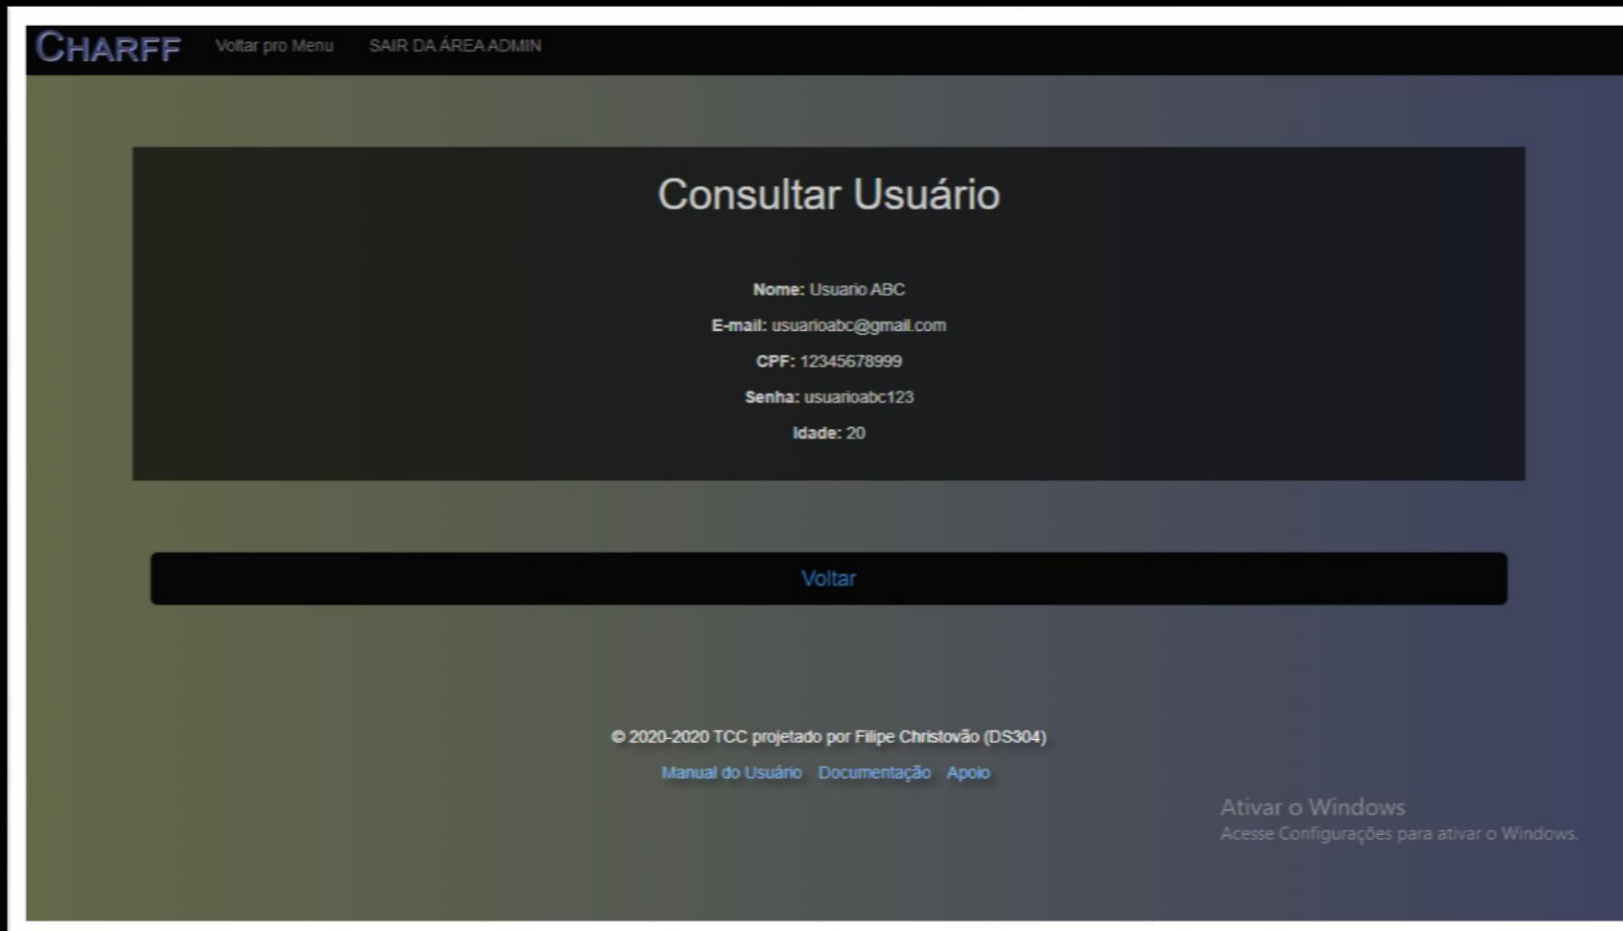 CHARFF Voltar pro Menu SAIR DA ÁREA ADMIN
Consultar Usuário
Nome: Usuario ABC
E-mail: usuarioabc@gmail.com
CPF: 12345678999
Senha: usuarioabc123
Idade: 20
Voltar
© 2020-2020 TCC projetado por Filipe Christovão (DS304)
Manual do Usuário Documentação Apoio
Ativar o Windows
Acesse Configurações para ativar o Windows.